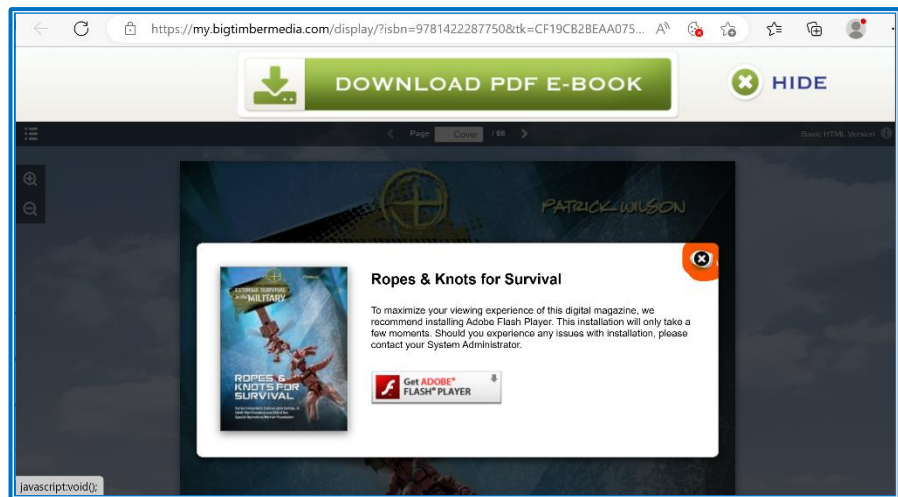 https://my.bigtimbermedia.com/display/?isbn=9781422287750&tk=CF19CB2BEAA075...
DOWNLOAD PDF E-BOOK
HIDE
Page Cover / 66
Basic HTML Version
PATRICK WILSON
EXTREME SURVIVAL
in the MILITARY
ROPES &
KNOTS FOR
SURVIVAL
Ropes & Knots for Survival
To maximize your viewing experience of this digital magazine, we
recommend installing Adobe Flash Player. This installation will only take a
few moments. Should you experience any issues with installation, please
contact your System Administrator.
Get ADOBE®
FLASH® PLAYER
javascript:void();